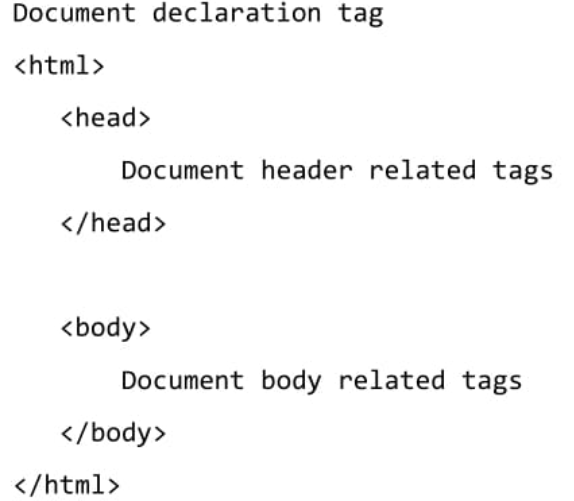 Document declaration tag
<html>
<head>
Document header related tags
</head>
<body>
Document body related tags
</body>
</html>